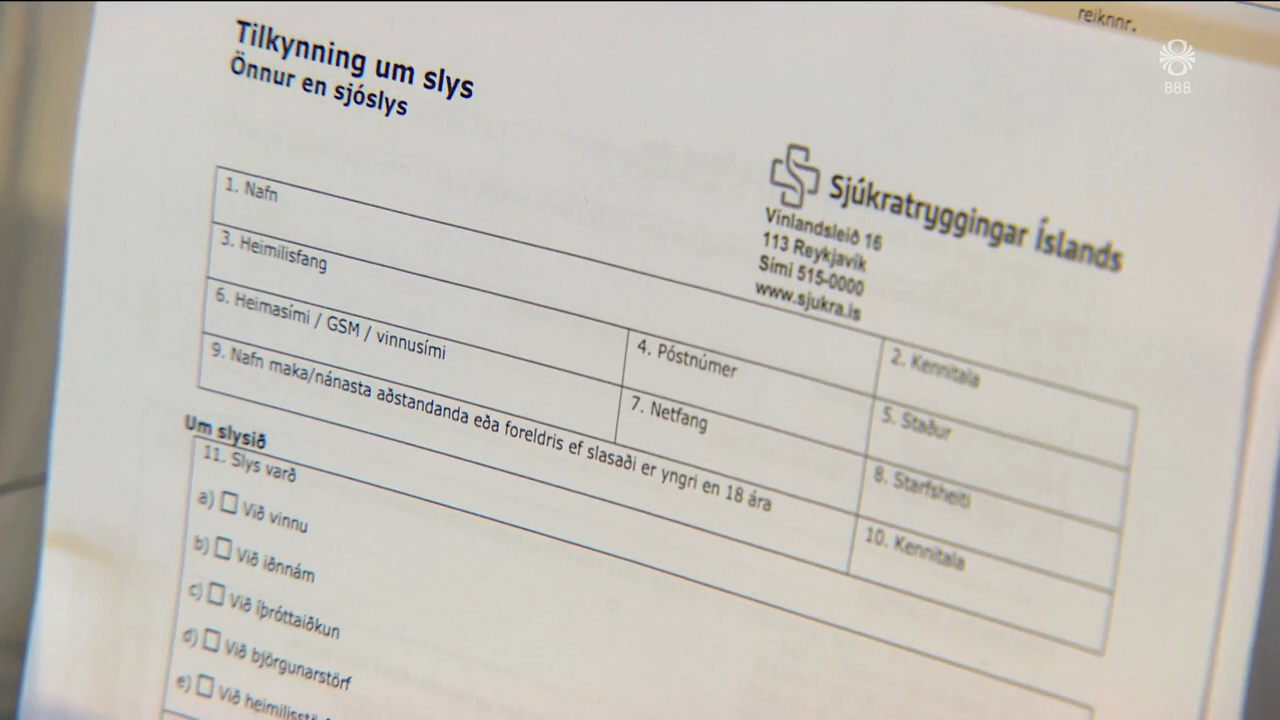 reiknnr.
888
Tilkynning um slys
Önnur en sjóslys
Sjúkratryggingar Íslands
Vínlandsleið 16
113 Reykjavík
Sími 515-0000
www.sjukra.is
1. Nafn
2. Kennitala
3. Heimilisfang
4. Póstnúmer
5. Staður
6. Heimasími / GSM / vinnusími
7. Netfang
8. Starfsheiti
9. Nafn maka/nánasta aðstandanda eða foreldris ef slasaði er yngri en 18 ára
10. Kennitala
Um slysið
11. Slys varð
a) Við vinnu
b) Við iðnnám
c) Við íþróttaiðkun
d) Við björgunarstörf
e) Við